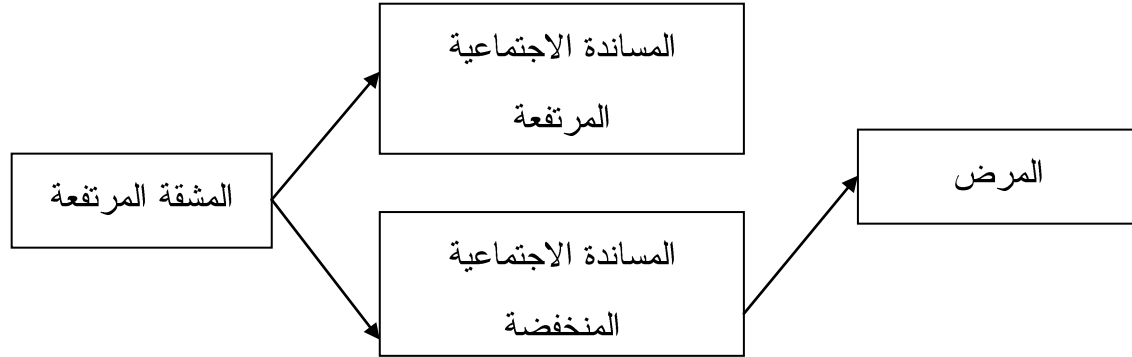 المساندة الاجتماعية
المرتفعة
المشقة المرتفعة
المرض
المساندة الاجتماعية
المنخفضة